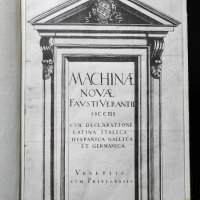 MACHINÆ
NOVÆ
FAVSTI VERANTII
SICENI
CVM DECLARATIONE
LATINA ITALICA
HISPANICA GALLICA
ET GERMANICA
VENETIIS
CVM PRIVILEGIIS